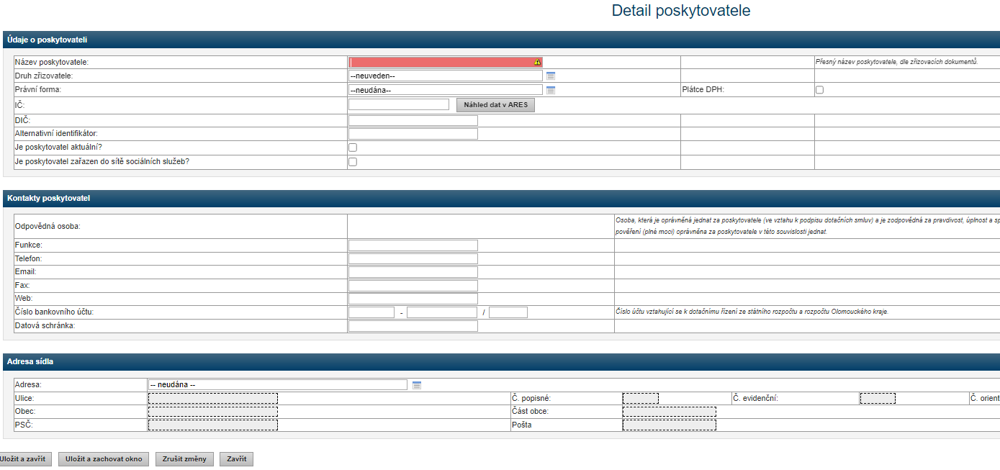 Detail poskytovatele
Údaje o poskytovateli
Název poskytovatele:
Přesný název poskytovatele, dle zřizovacích dokumentů.
Druh zřizovatele: --neuveden--
Právní forma: --neudána-- Plátce DPH:
IČ: Náhled dat v ARES
DIČ:
Alternativní identifikátor:
Je poskytovatel aktuální?
Je poskytovatel zařazen do sítě sociálních služeb?
Kontakty poskytovatel
Odpovědná osoba:
Osoba, která je oprávněná jednat za poskytovatele (ve vztahu k podpisu dotačních smluv) a je zodpovědná za pravdivost, úplnost a sp
pověření (plné moci) oprávněna za poskytovatele v této souvislosti jednat.
Funkce:
Telefon:
Email:
Fax:
Web:
Číslo bankovního účtu: - / Číslo účtu vztahující se k dotačnímu řízení ze státního rozpočtu a rozpočtu Olomouckého kraje.
Datová schránka:
Adresa sídla
Adresa: -- neudána --
Ulice: Č. popisné: Č. evidenční: Č. orient
Obec: Část obce:
PSČ: Pošta
Uložit a zavřít Uložit a zachovat okno Zrušit změny Zavřít